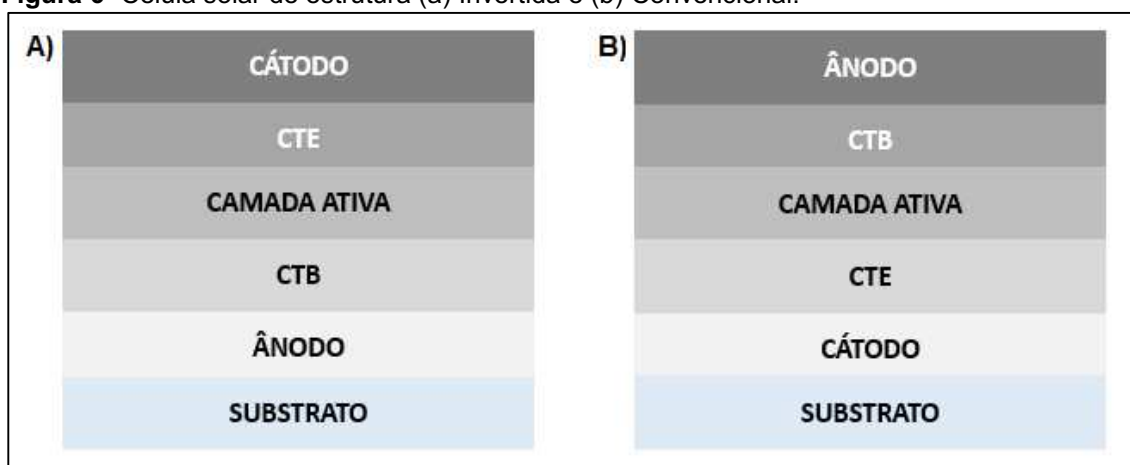 Figura Célula solar de estrutura (a) Invertida e (b) Convencional.
A)
CÁTODO
CTE
CAMADA ATIVA
CTB
ÂNODO
SUBSTRATO
B)
ÂNODO
CTB
CAMADA ATIVA
CTE
CÁTODO
SUBSTRATO